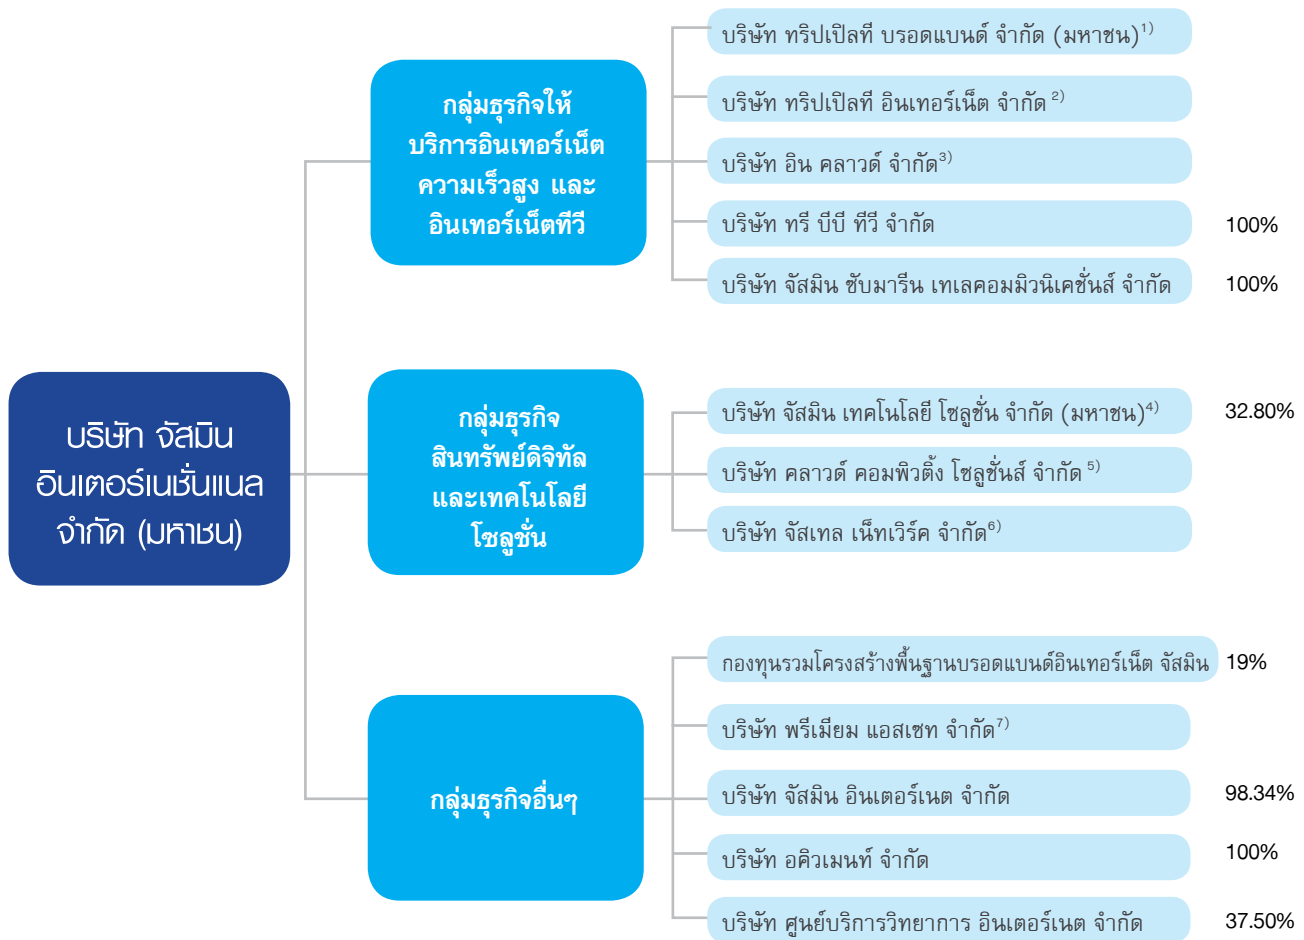 บริษัท จัสมิน
อินเตอร์เนชั่นแนล
จำกัด (มหาชน)
กลุ่มธุรกิจให้
บริการอินเทอร์เน็ต
ความเร็วสูง และ
อินเทอร์เน็ตทีวี
บริษัท ทริปเปิลที บรอดแบนด์ จำกัด (มหาชน)¹⁾
บริษัท ทริปเปิลที อินเทอร์เน็ต จำกัด ²⁾
บริษัท อิน คลาวด์ จำกัด³⁾
บริษัท ทรี บีบี ทีวี จำกัด 100%
บริษัท จัสมิน ซับมารีน เทเลคอมมิวนิเคชั่นส์ จำกัด 100%
กลุ่มธุรกิจ
สินทรัพย์ดิจิทัล
และเทคโนโลยี
โซลูชั่น
บริษัท จัสมิน เทคโนโลยี โซลูชั่น จำกัด (มหาชน)⁴⁾ 32.80%
บริษัท คลาวด์ คอมพิวติ้ง โซลูชั่นส์ จำกัด ⁵⁾
บริษัท จัสเทล เน็ทเวิร์ค จำกัด⁶⁾
กลุ่มธุรกิจอื่นๆ
กองทุนรวมโครงสร้างพื้นฐานบรอดแบนด์อินเทอร์เน็ต จัสมิน 19%
บริษัท พรีเมียม แอสเซท จำกัด⁷⁾
บริษัท จัสมิน อินเตอร์เนต จำกัด 98.34%
บริษัท อคิวเมนท์ จำกัด 100%
บริษัท ศูนย์บริการวิทยาการ อินเตอร์เนต จำกัด 37.50%